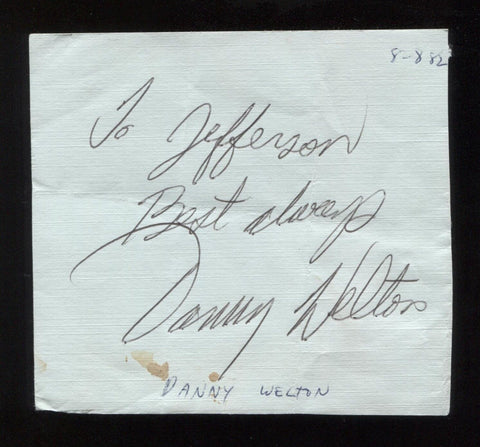 8-8 82
To Jefferson
Best always
Danny Welton
DANNY WELTON